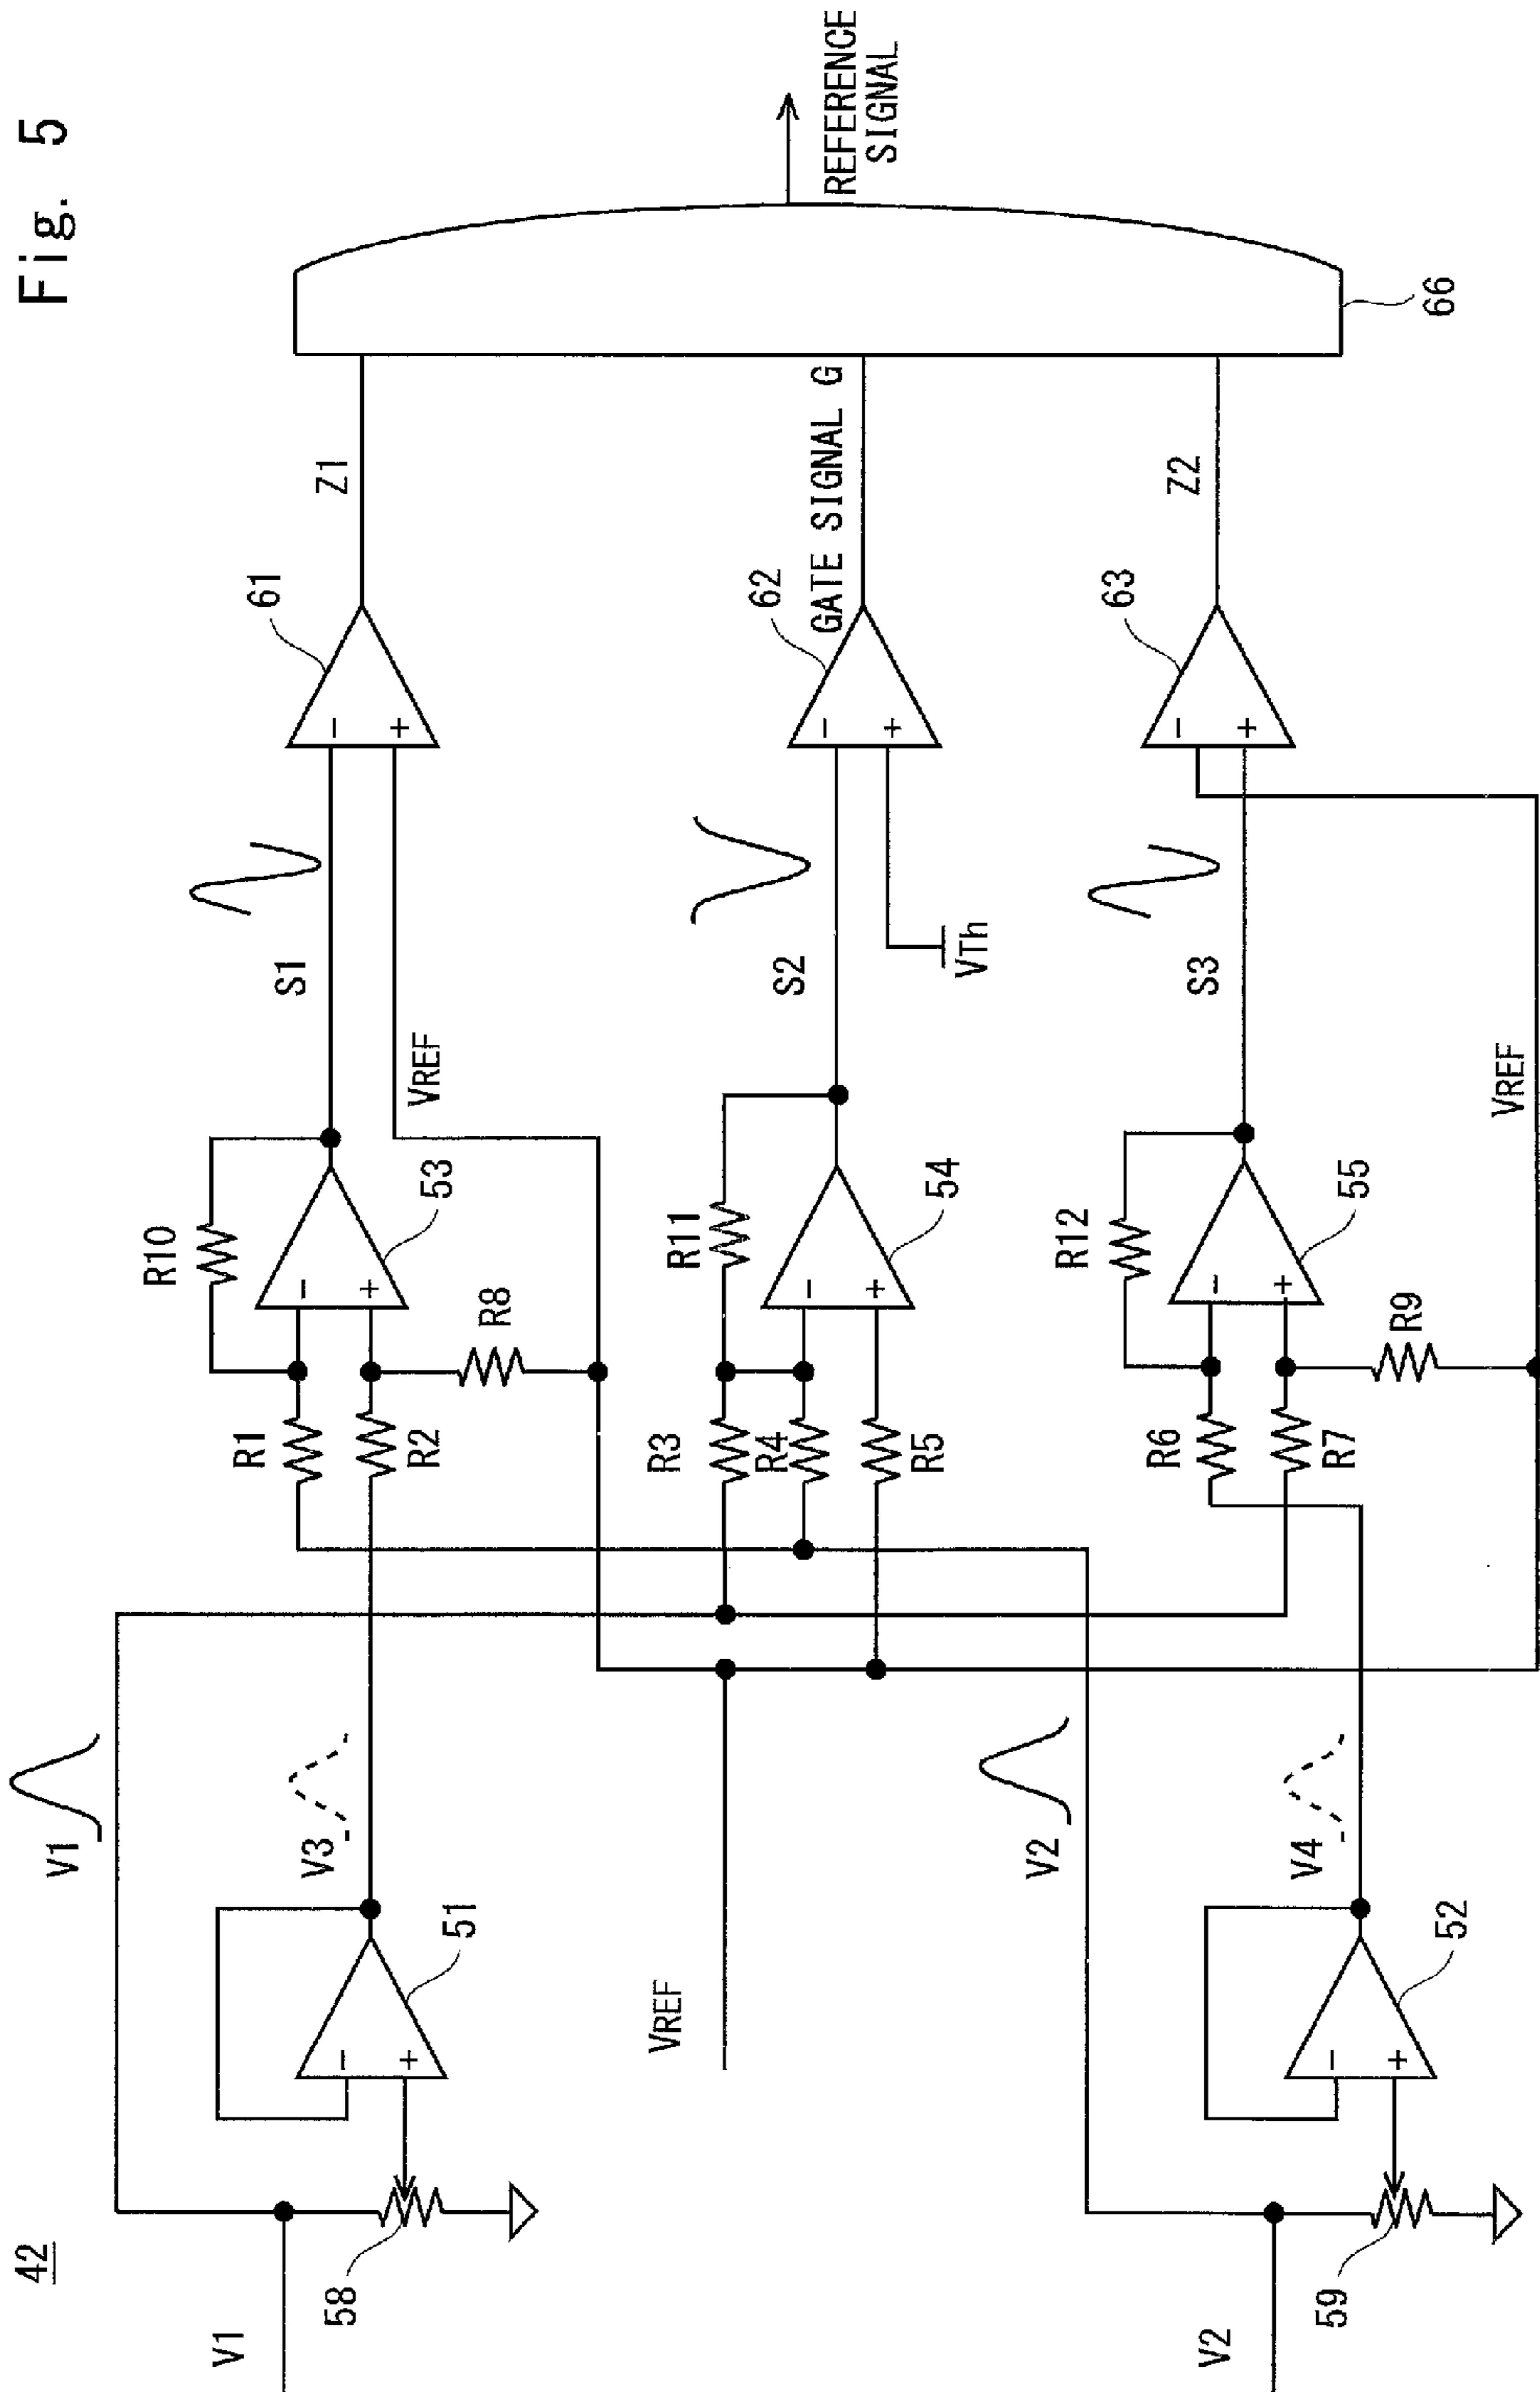 Fig. 5
42
V1
58
V1
51
V3
R1
R2
R10
53
R8
S1
VREF
61
Z1
VREF
R3
R4
R5
R11
54
S2
VTh
62
GATE SIGNAL G
REFERENCE
SIGNAL
66
V2
59
V2
52
V4
R6
R7
R12
55
R9
S3
VREF
63
Z2
-
+
-
+
-
+
-
+
-
+
-
+
-
+
-
+